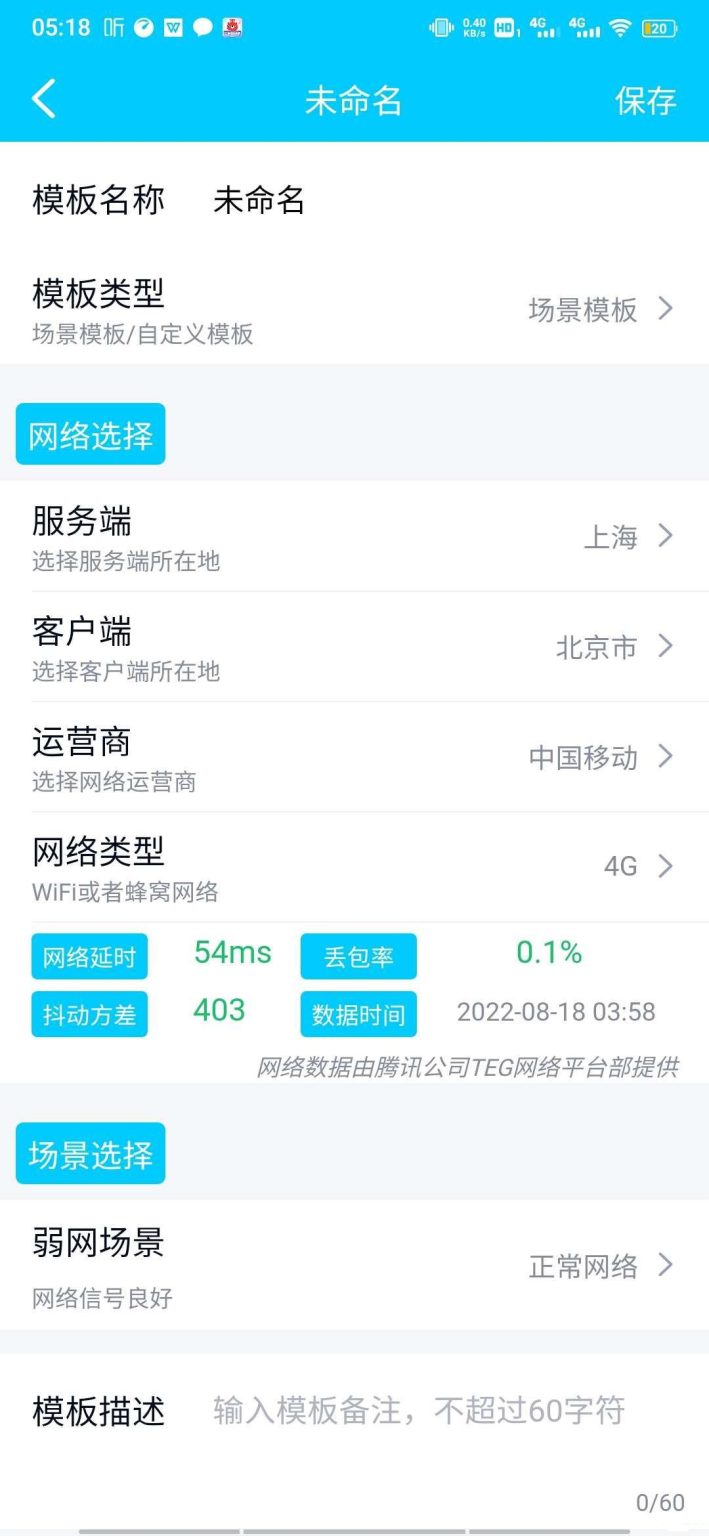 05:18 听 W 0.40 KB/s HD 1 4G 4G 20
未命名 保存
模板名称 未命名
模板类型
场景模板/自定义模板
场景模板
网络选择
服务端
选择服务端所在地
上海
客户端
选择客户端所在地
北京市
运营商
选择网络运营商
中国移动
网络类型
WiFi或者蜂窝网络
4G
网络延时 54ms 丢包率 0.1%
抖动方差 403 数据时间 2022-08-18 03:58
网络数据由腾讯公司TEG网络平台部提供
场景选择
弱网场景
网络信号良好
正常网络
模板描述 输入模板备注，不超过60字符
0/60